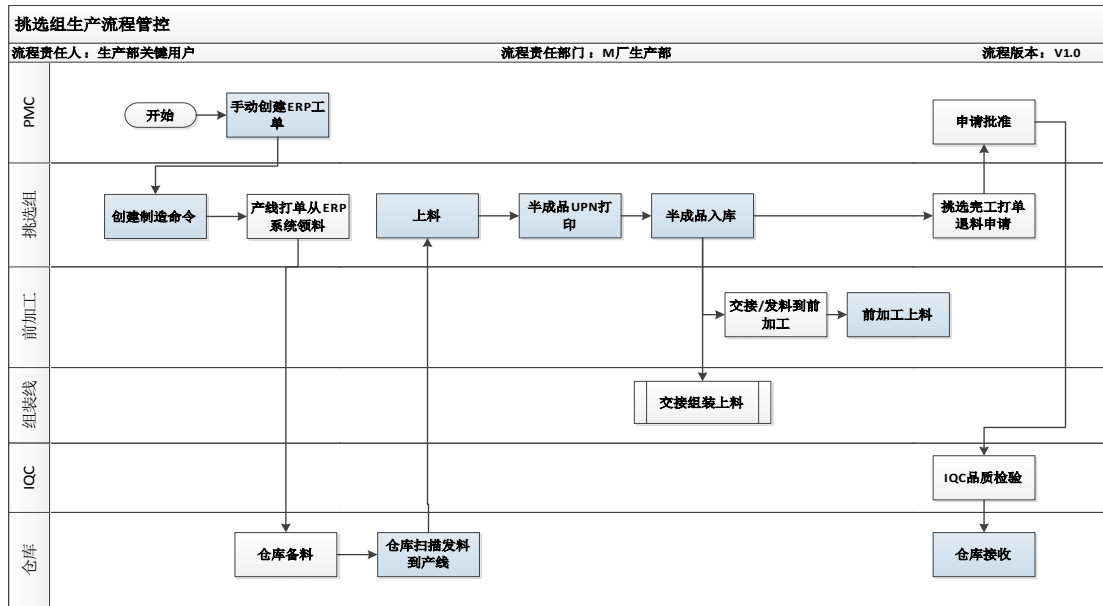 挑选组生产流程管控
流程责任人：生产部关键用户
流程责任部门：M厂生产部
流程版本：V1.0
PMC
开始
手动创建ERP工
单
申请批准
挑选组
创建制造命令
产线打单从ERP
系统领料
上料
半成品UPN打
印
半成品入库
挑选完工打单
退料申请
前加工
交接/发料到前
加工
前加工上料
组装线
交接组装上料
IQC
IQC品质检验
仓库
仓库备料
仓库扫描发料
到产线
仓库接收